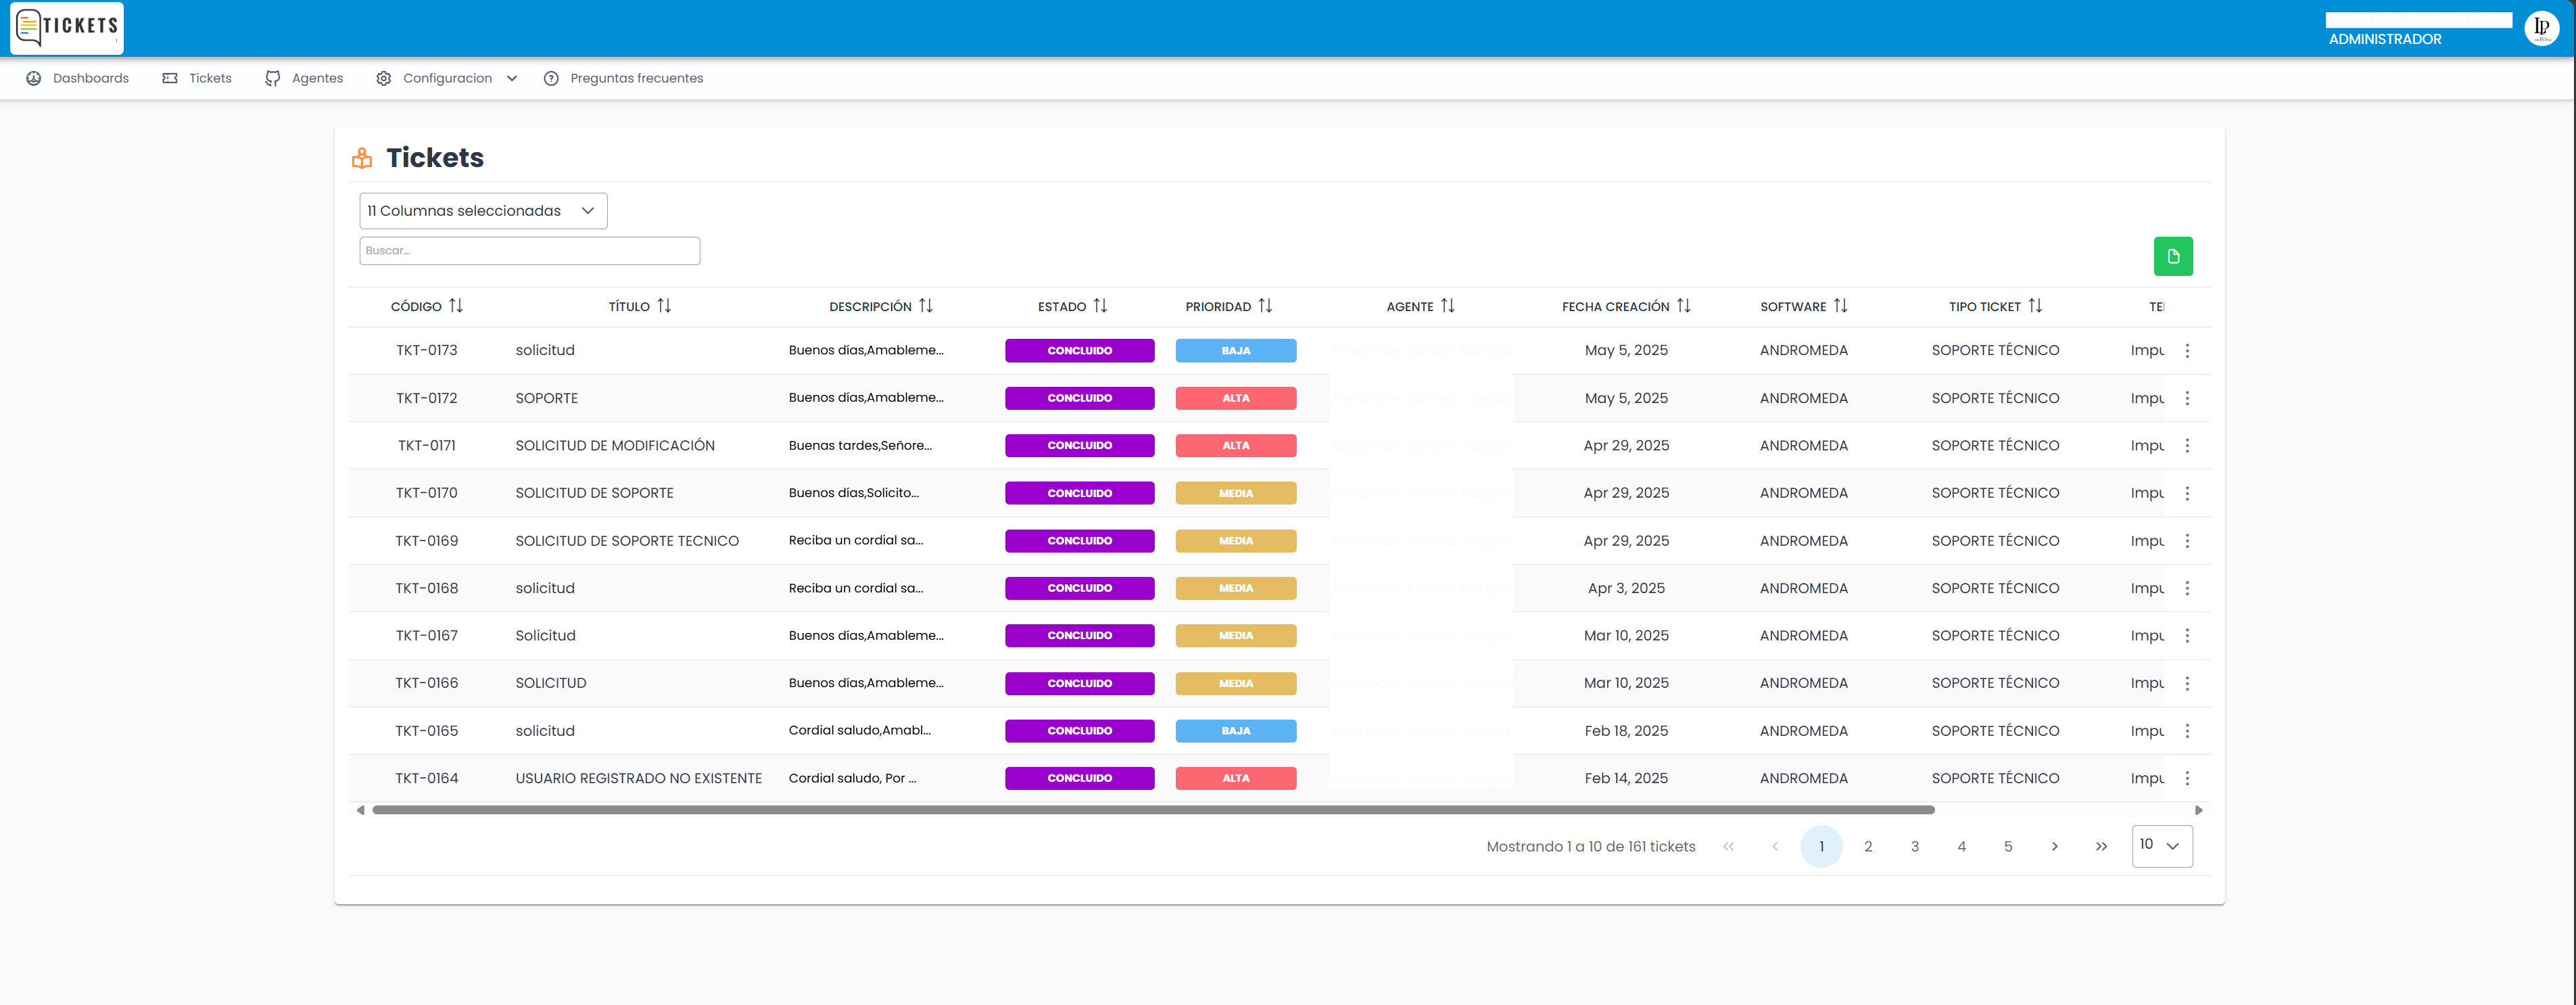 TICKETS
ADMINISTRADOR
LP
Dashboards Tickets Agentes Configuracion Preguntas frecuentes
Tickets
11 Columnas seleccionadas
Buscar...
CÓDIGO TÍTULO DESCRIPCIÓN ESTADO PRIORIDAD AGENTE FECHA CREACIÓN SOFTWARE TIPO TICKET TE
TKT-0173 solicitud Buenos días,Amableme... CONCLUIDO BAJA May 5, 2025 ANDROMEDA SOPORTE TÉCNICO Impu
TKT-0172 SOPORTE Buenos días,Amableme... CONCLUIDO ALTA May 5, 2025 ANDROMEDA SOPORTE TÉCNICO Impu
TKT-0171 SOLICITUD DE MODIFICACIÓN Buenas tardes,Señore... CONCLUIDO ALTA Apr 29, 2025 ANDROMEDA SOPORTE TÉCNICO Impu
TKT-0170 SOLICITUD DE SOPORTE Buenos días,Solicito... CONCLUIDO MEDIA Apr 29, 2025 ANDROMEDA SOPORTE TÉCNICO Impu
TKT-0169 SOLICITUD DE SOPORTE TECNICO Reciba un cordial sa... CONCLUIDO MEDIA Apr 29, 2025 ANDROMEDA SOPORTE TÉCNICO Impu
TKT-0168 solicitud Reciba un cordial sa... CONCLUIDO MEDIA Apr 3, 2025 ANDROMEDA SOPORTE TÉCNICO Impu
TKT-0167 Solicitud Buenos días,Amableme... CONCLUIDO MEDIA Mar 10, 2025 ANDROMEDA SOPORTE TÉCNICO Impu
TKT-0166 SOLICITUD Buenos días,Amableme... CONCLUIDO MEDIA Mar 10, 2025 ANDROMEDA SOPORTE TÉCNICO Impu
TKT-0165 solicitud Cordial saludo,Amabl... CONCLUIDO BAJA Feb 18, 2025 ANDROMEDA SOPORTE TÉCNICO Impu
TKT-0164 USUARIO REGISTRADO NO EXISTENTE Cordial saludo, Por ... CONCLUIDO ALTA Feb 14, 2025 ANDROMEDA SOPORTE TÉCNICO Impu
Mostrando 1 a 10 de 161 tickets « ‹ 1 2 3 4 5 › » 10